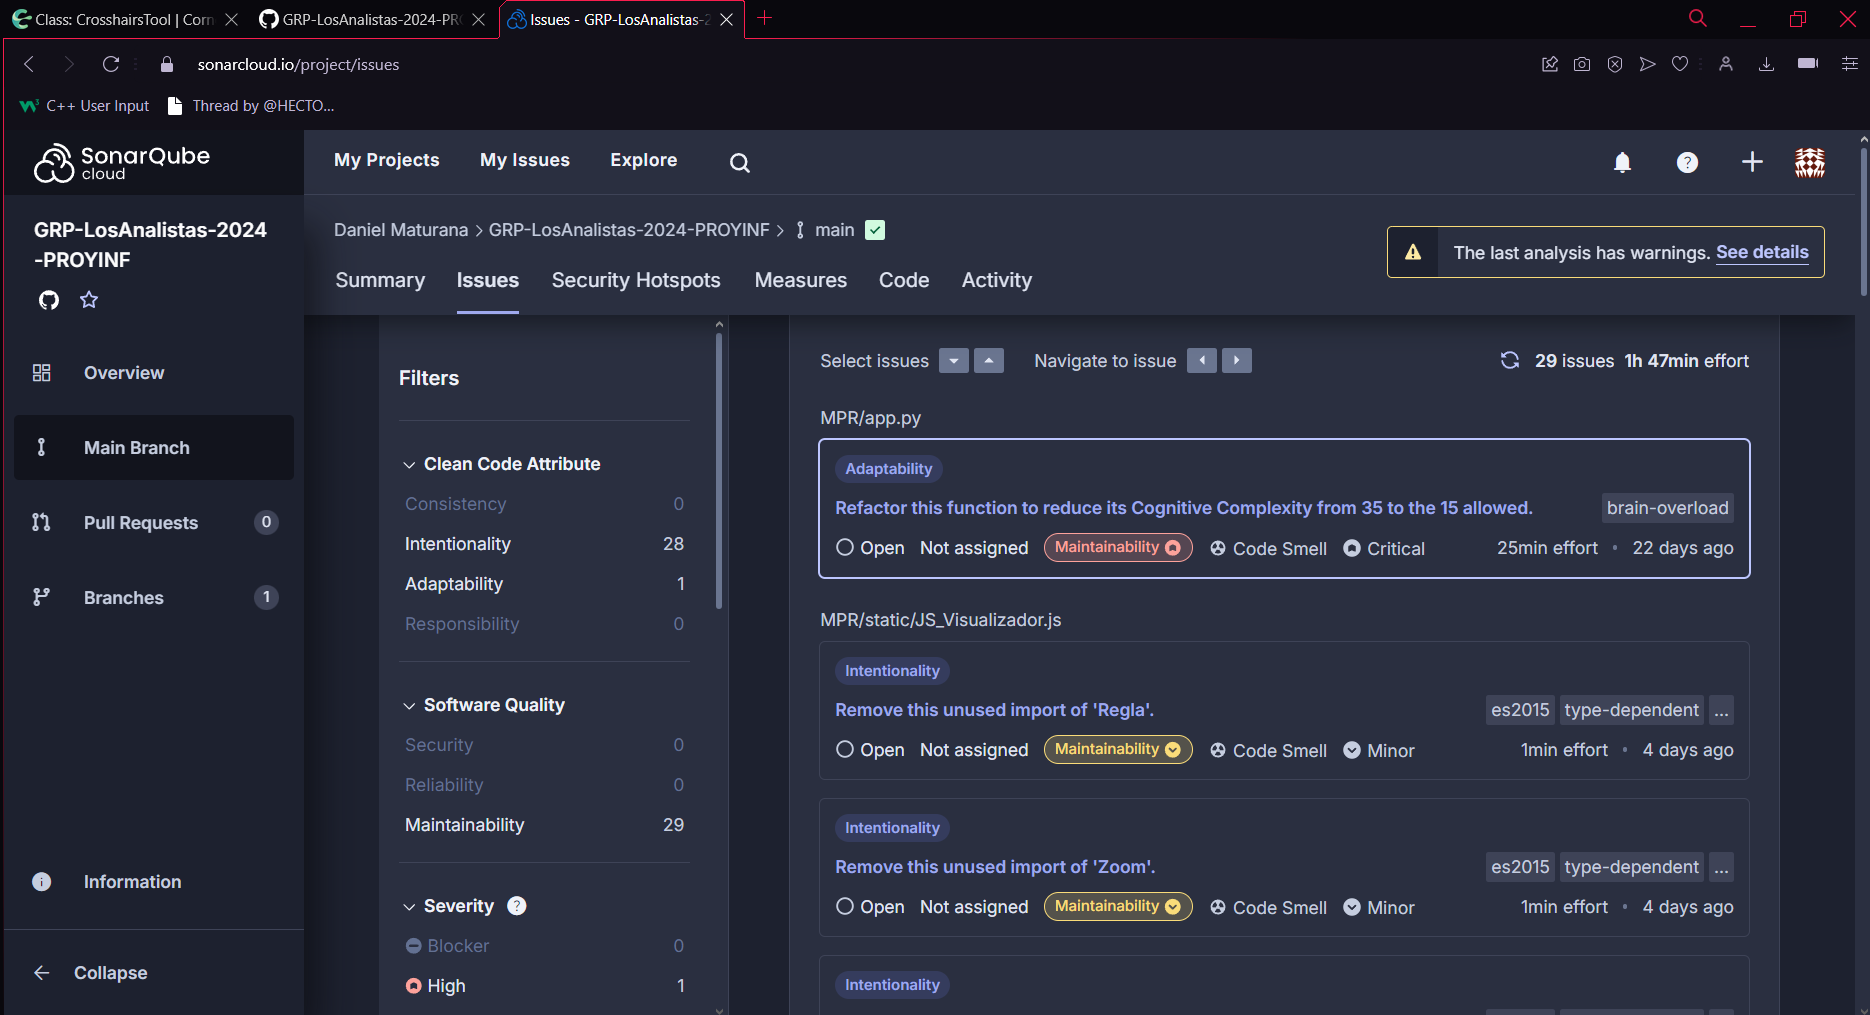 Class: CrosshairsTool | Corn
GRP-LosAnalistas-2024-PR
Issues - GRP-LosAnalistas-2
sonarcloud.io/project/issues
C++ User Input
Thread by @HECTO...
SonarQube
cloud
My Projects
My Issues
Explore
GRP-LosAnalistas-2024
-PROYINF
Overview
Main Branch
Pull Requests 0
Branches 1
Information
Collapse
Daniel Maturana > GRP-LosAnalistas-2024-PROYINF > main
The last analysis has warnings. See details
Summary
Issues
Security Hotspots
Measures
Code
Activity
Filters
Clean Code Attribute
Consistency 0
Intentionality 28
Adaptability 1
Responsibility 0
Software Quality
Security 0
Reliability 0
Maintainability 29
Severity ?
Blocker 0
High 1
Select issues
Navigate to issue
29 issues 1h 47min effort
MPR/app.py
Adaptability
Refactor this function to reduce its Cognitive Complexity from 35 to the 15 allowed.
brain-overload
Open Not assigned Maintainability Code Smell Critical
25min effort • 22 days ago
MPR/static/JS_Visualizador.js
Intentionality
Remove this unused import of 'Regla'.
es2015 type-dependent ...
Open Not assigned Maintainability Code Smell Minor
1min effort • 4 days ago
Intentionality
Remove this unused import of 'Zoom'.
es2015 type-dependent ...
Open Not assigned Maintainability Code Smell Minor
1min effort • 4 days ago
Intentionality